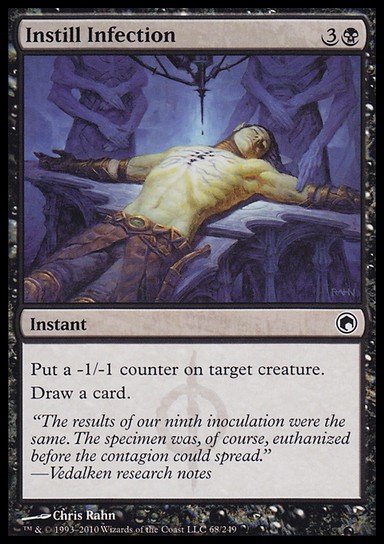 Instill Infection 3
Instant
Put a -1/-1 counter on target creature.
Draw a card.
“The results of our ninth inoculation were the
same. The specimen was, of course, euthanized
before the contagion could spread.”
—Vedalken research notes
RAHN
Chris Rahn
™ & © 1993–2010 Wizards of the Coast LLC 68/249